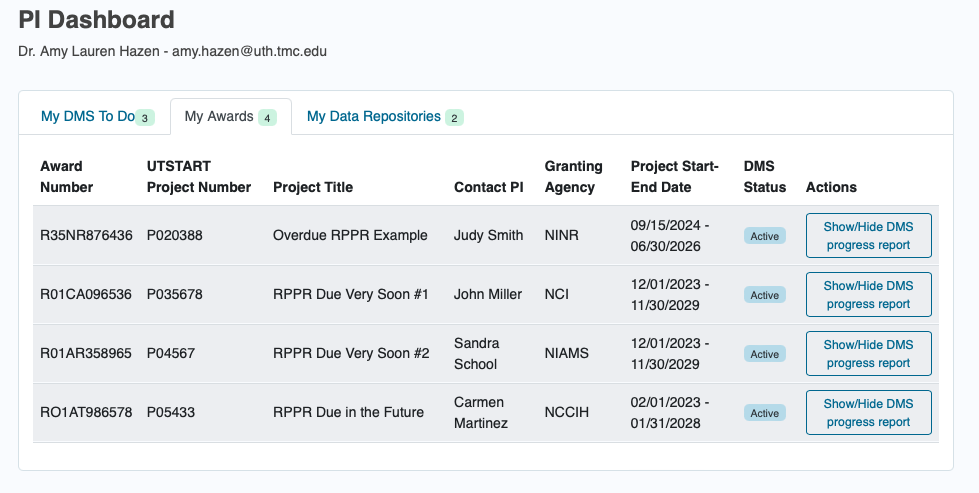 PI Dashboard
Dr. Amy Lauren Hazen - amy.hazen@uth.tmc.edu
My DMS To Do 3 My Awards 4 My Data Repositories 2
Award Number UTSTART Project Number Project Title Contact PI Granting Agency Project Start-End Date DMS Status Actions
R35NR876436 P020388 Overdue RPPR Example Judy Smith NINR 09/15/2024 - 06/30/2026 Active Show/Hide DMS progress report
R01CA096536 P035678 RPPR Due Very Soon #1 John Miller NCI 12/01/2023 - 11/30/2029 Active Show/Hide DMS progress report
R01AR358965 P04567 RPPR Due Very Soon #2 Sandra School NIAMS 12/01/2023 - 11/30/2029 Active Show/Hide DMS progress report
RO1AT986578 P05433 RPPR Due in the Future Carmen Martinez NCCIH 02/01/2023 - 01/31/2028 Active Show/Hide DMS progress report